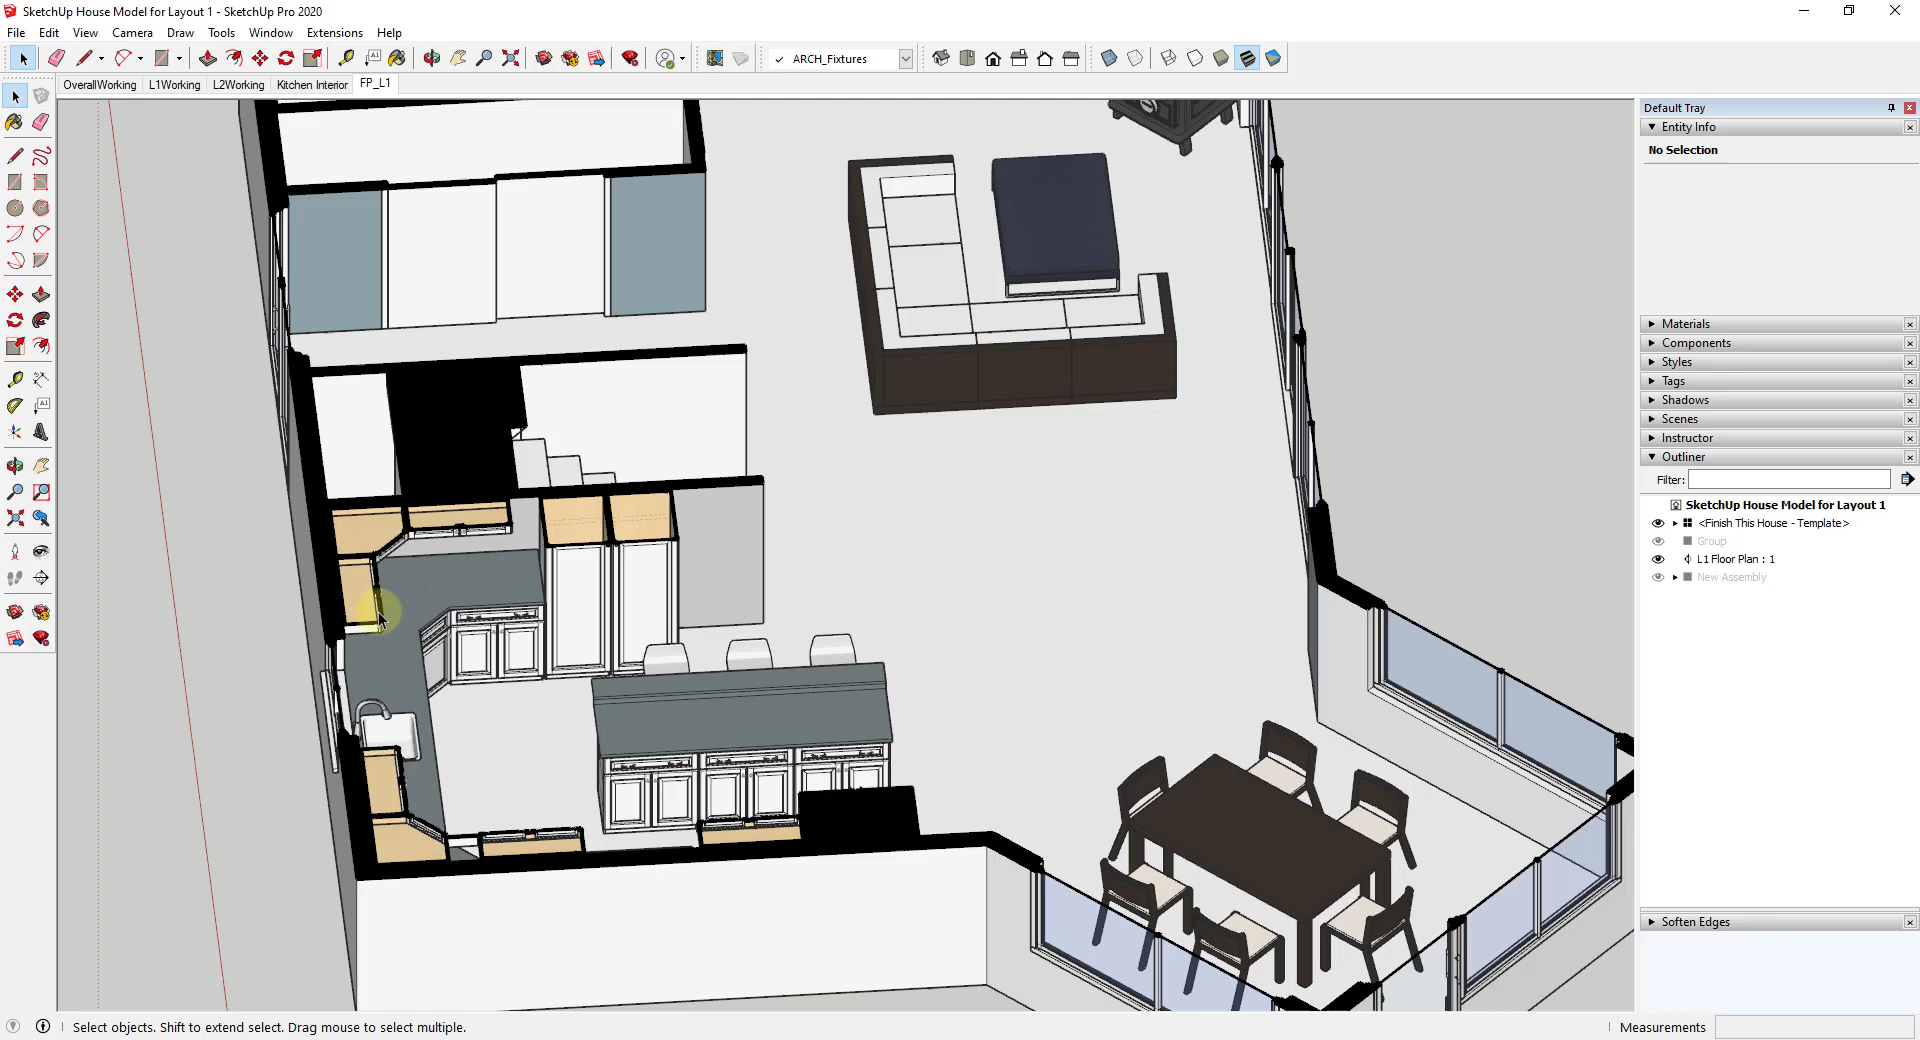 SketchUp House Model for Layout 1 - SketchUp Pro 2020
File Edit View Camera Draw Tools Window Extensions Help
ARCH_Fixtures
OverallWorking L1Working L2Working Kitchen Interior FP_L1
Default Tray
Entity Info
No Selection
Materials
Components
Styles
Tags
Shadows
Scenes
Instructor
Outliner
Filter:
SketchUp House Model for Layout 1
<Finish This House - Template>
Group
L1 Floor Plan : 1
New Assembly
Soften Edges
Select objects. Shift to extend select. Drag mouse to select multiple.
Measurements